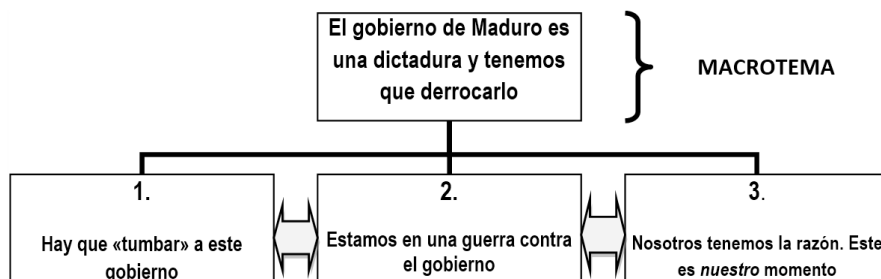 El gobierno de Maduro es
una dictadura y tenemos
que derrocarlo
MACROTEMA
1.
Hay que «tumbar» a este
gobierno
2.
Estamos en una guerra contra
el gobierno
3.
Nosotros tenemos la razón. Este
es nuestro momento